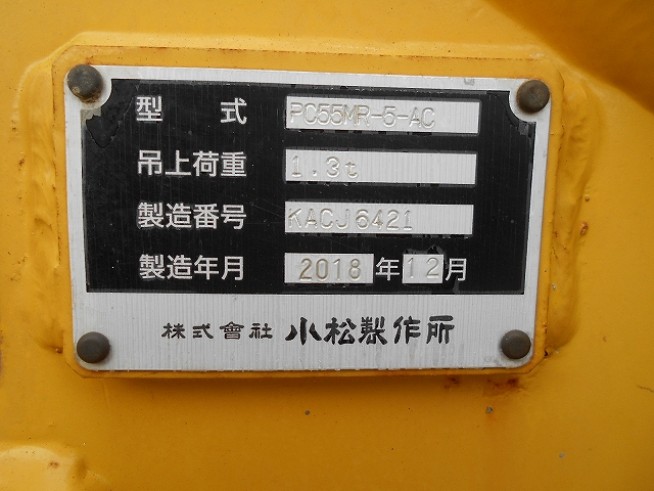 型 式 PC55MR-5-AC
吊上荷重 1.3t
製造番号 KACJ6421
製造年月 2018年12月
株式會社 小松製作所